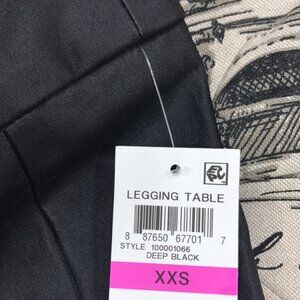 LEGGING TABLE
8 87650 67701 7
STYLE 100001066
DEEP BLACK
XXS